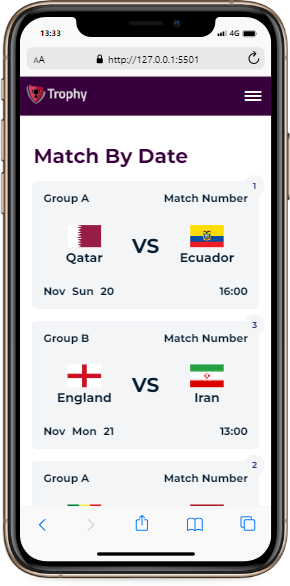 13:33
4G
AA
http://127.0.0.1:5501
Trophy
Match By Date
1
Group A Match Number
VS
Qatar Ecuador
Nov Sun 20 16:00
3
Group B Match Number
VS
England Iran
Nov Mon 21 13:00
2
Group A Match Number